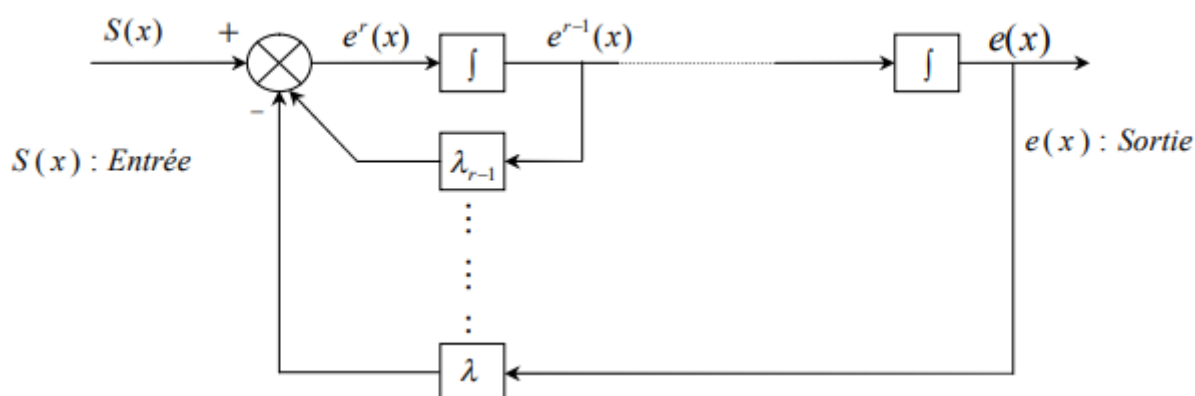 S(x) + e^r(x) ∫ e^{r-1}(x) ∫ e(x)
−
S(x) : Entrée
e(x) : Sortie
λ_{r-1}
λ